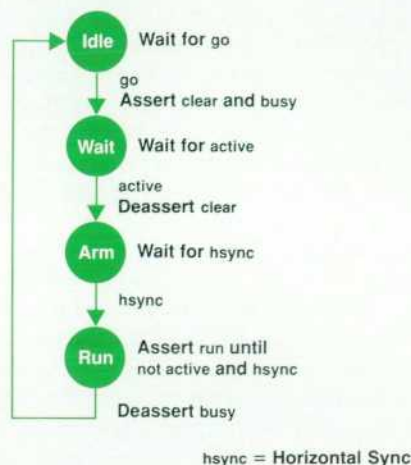 Idle Wait for go
go
Assert clear and busy
Wait Wait for active
active
Deassert clear
Arm Wait for hsync
hsync
Run Assert run until
not active and hsync
Deassert busy
hsync = Horizontal Sync